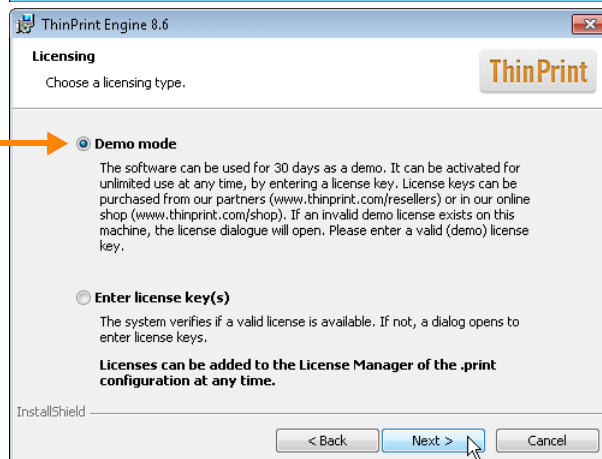 ThinPrint Engine 8.6
Licensing
Choose a licensing type.
ThinPrint
Demo mode
The software can be used for 30 days as a demo. It can be activated for
unlimited use at any time, by entering a license key. License keys can be
purchased from our partners (www.thinprint.com/resellers) or in our online
shop (www.thinprint.com/shop). If an invalid demo license exists on this
machine, the license dialogue will open. Please enter a valid (demo) license
key.
Enter license key(s)
The system verifies if a valid license is available. If not, a dialog opens to
enter license keys.
Licenses can be added to the License Manager of the .print
configuration at any time.
InstallShield
< Back
Next >
Cancel